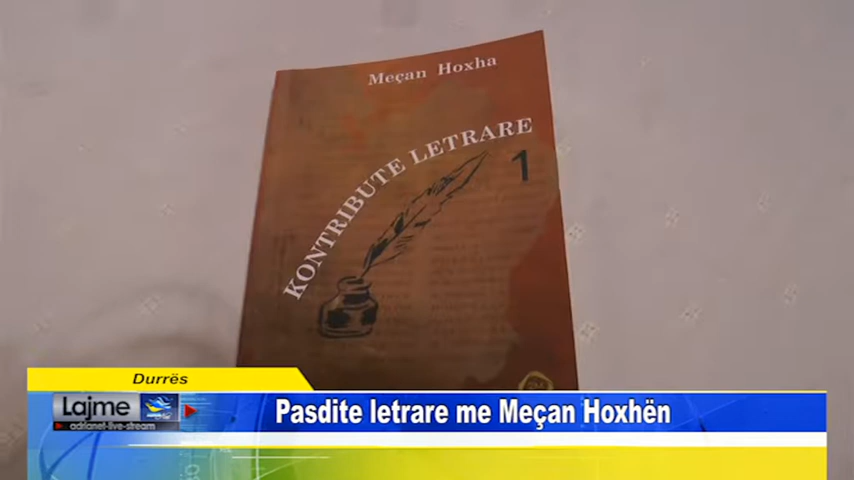 Meçan Hoxha
KONTRIBUTE LETRARE
1
Durrës
Lajme
adrianet-live-stream
Pasdite letrare me Meçan Hoxhën